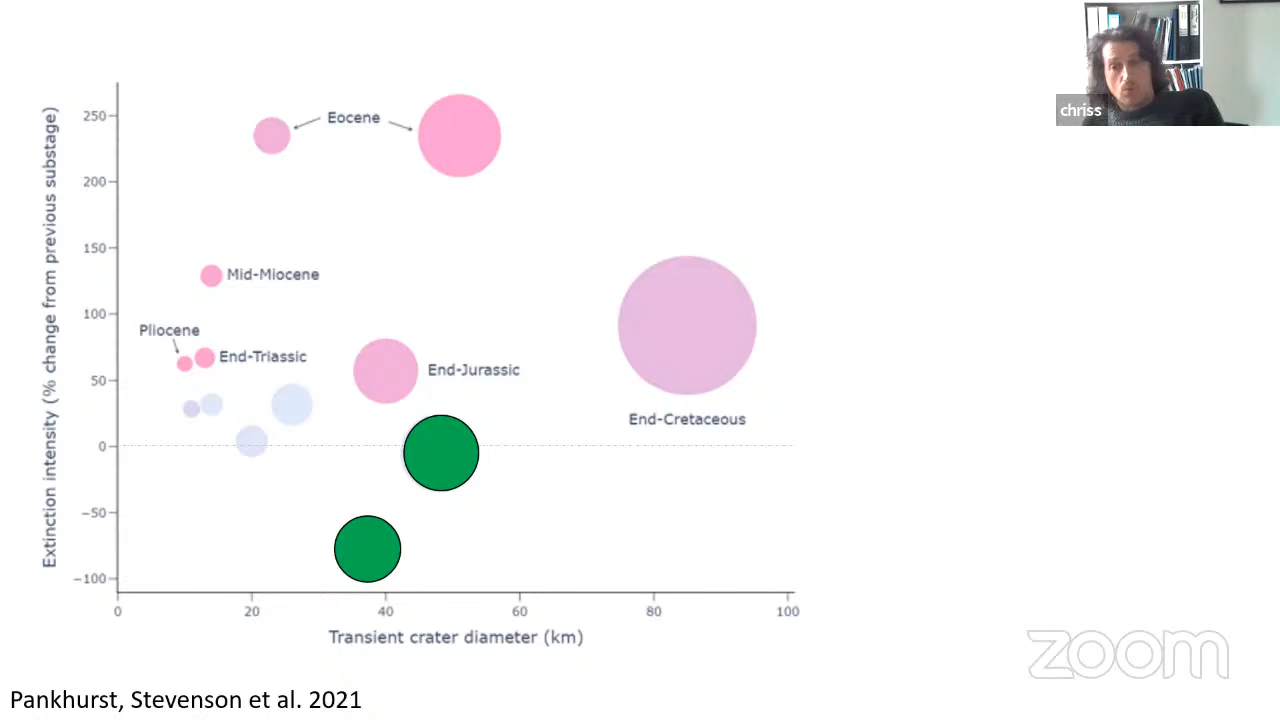 chriss
Extinction intensity (% change from previous substage)
250
200
150
100
50
0
−50
−100
Eocene
Mid-Miocene
Pliocene
End-Triassic
End-Jurassic
End-Cretaceous
0 20 40 60 80 100
Transient crater diameter (km)
zoom
Pankhurst, Stevenson et al. 2021